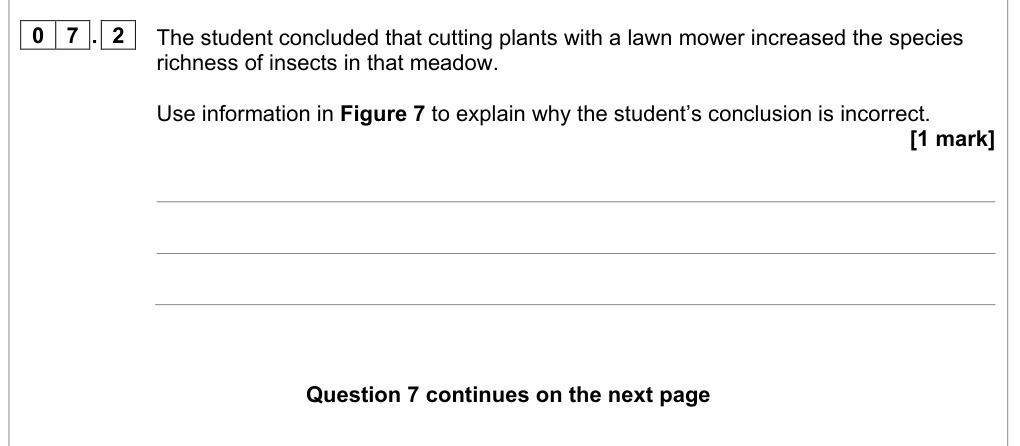 0 7 . 2 The student concluded that cutting plants with a lawn mower increased the species
richness of insects in that meadow.
Use information in Figure 7 to explain why the student's conclusion is incorrect.
[1 mark]
Question 7 continues on the next page